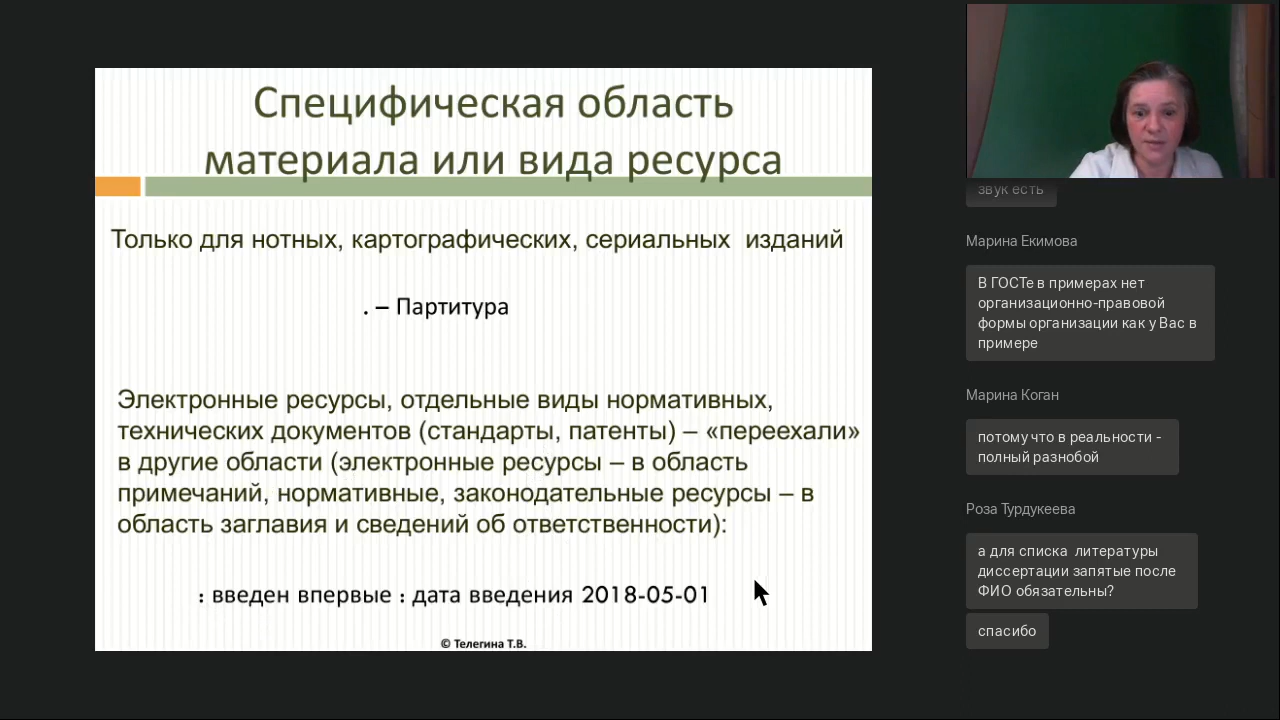 Специфическая область
материала или вида ресурса
Только для нотных, картографических, сериальных изданий
. – Партитура
Электронные ресурсы, отдельные виды нормативных,
технических документов (стандарты, патенты) – «переехали»
в другие области (электронные ресурсы – в область
примечаний, нормативные, законодательные ресурсы – в
область заглавия и сведений об ответственности):
: введен впервые : дата введения 2018-05-01
© Телегина Т.В.
звук есть
Марина Екимова
В ГОСТе в примерах нет
организационно-правовой
формы организации как у Вас в
примере
Марина Коган
потому что в реальности -
полный разнобой
Роза Турдукеева
а для списка литературы
диссертации запятые после
ФИО обязательны?
спасибо